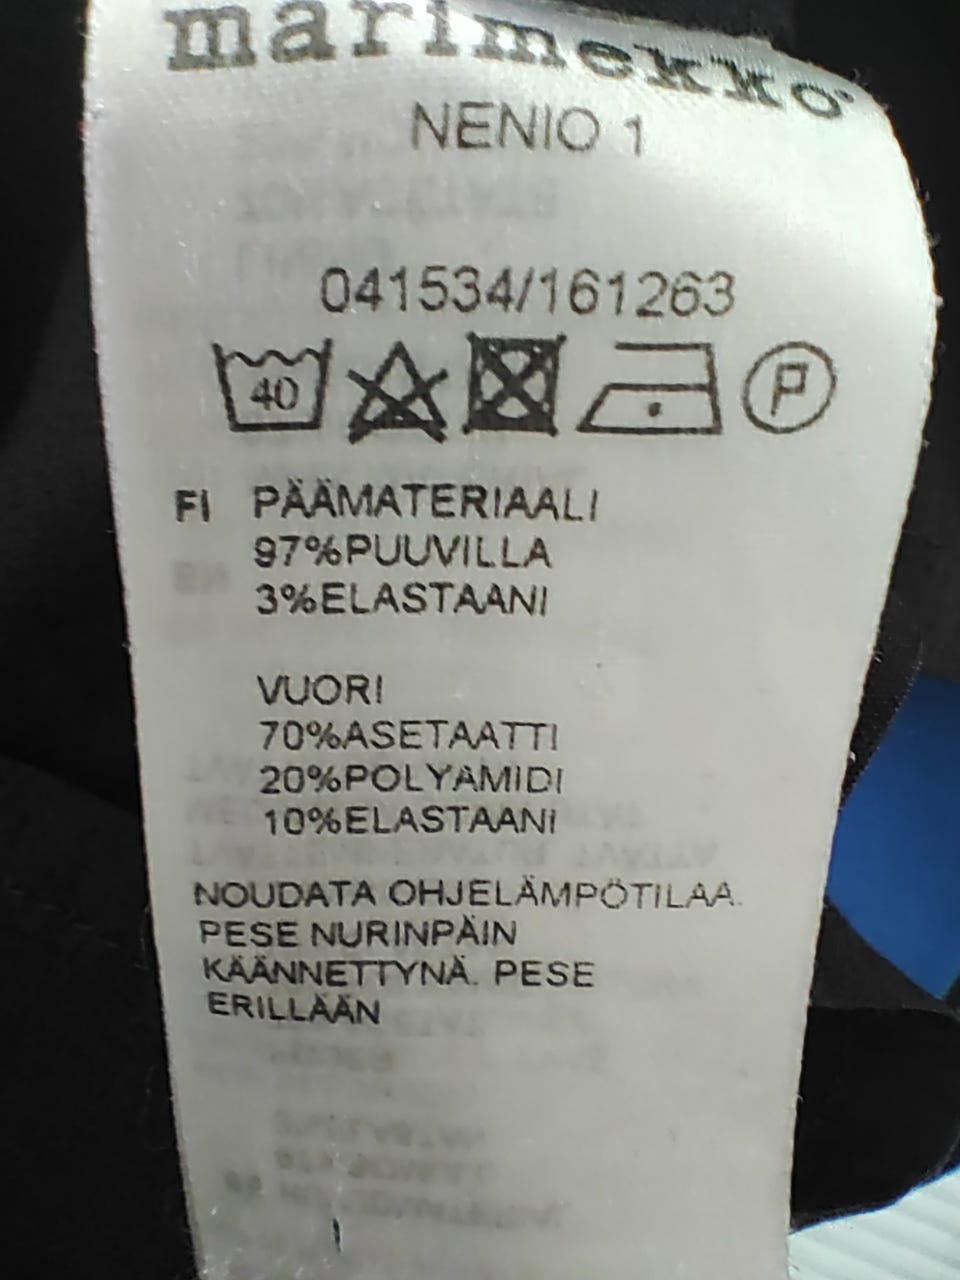 marimekko
NENIO 1
041534/161263
40
P
FI PÄÄMATERIAALI
97%PUUVILLA
3%ELASTAANI
VUORI
70%ASETAATTI
20%POLYAMIDI
10%ELASTAANI
NOUDATA OHJELÄMPÖTILAA.
PESE NURINPÄIN
KÄÄNNETTYNÄ. PESE
ERILLÄÄN